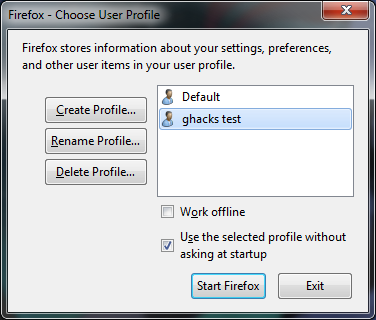 Firefox - Choose User Profile
Firefox stores information about your settings, preferences,
and other user items in your user profile.
Create Profile...
Rename Profile...
Delete Profile...
Default
ghacks test
Work offline
Use the selected profile without
asking at startup
Start Firefox
Exit